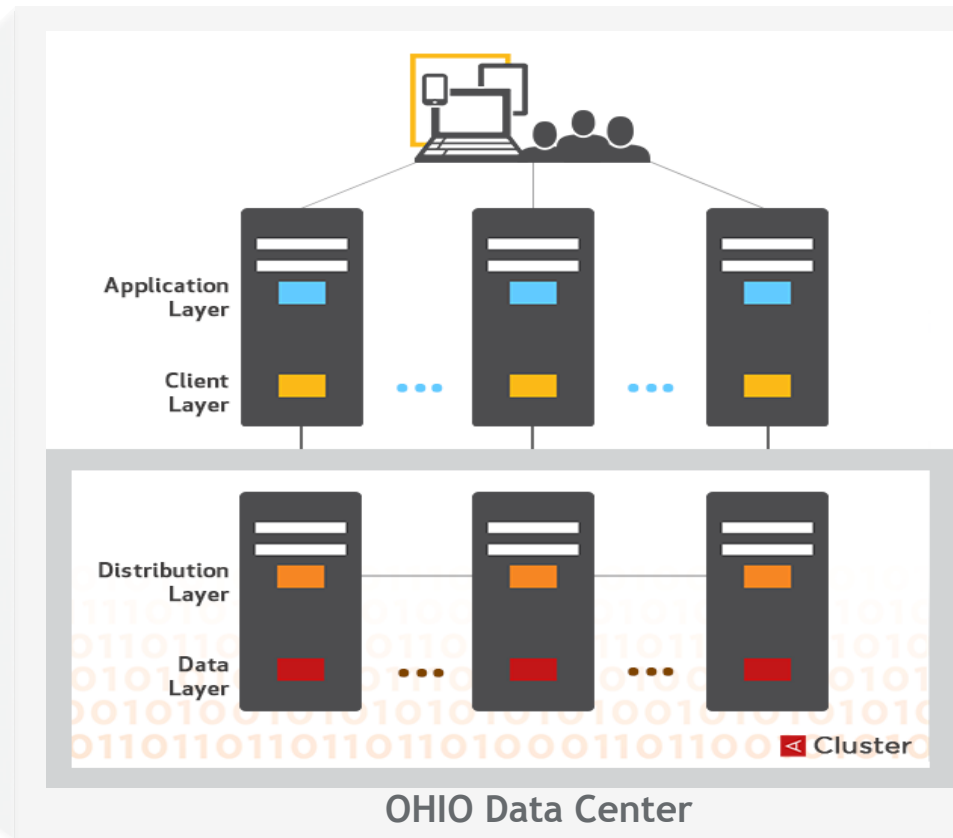 Application
Layer
Client
Layer
Distribution
Layer
Data
Layer
Cluster
OHIO Data Center